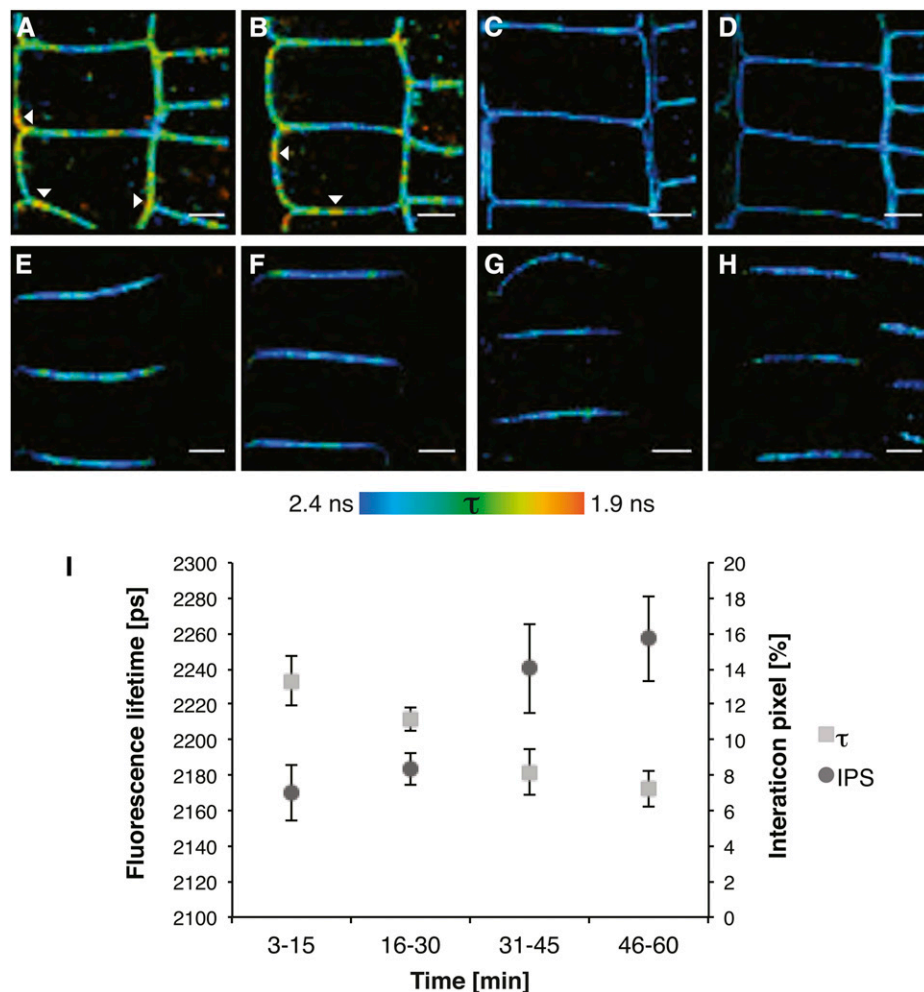 A B C D
E F G H
2.4 ns τ 1.9 ns
I
Fluorescence lifetime [ps]
2300
2280
2260
2240
2220
2200
2180
2160
2140
2120
2100
20
18
16
14
12
10
8
6
4
2
0
Interaticon pixel [%]
τ
IPS
3-15 16-30 31-45 46-60
Time [min]